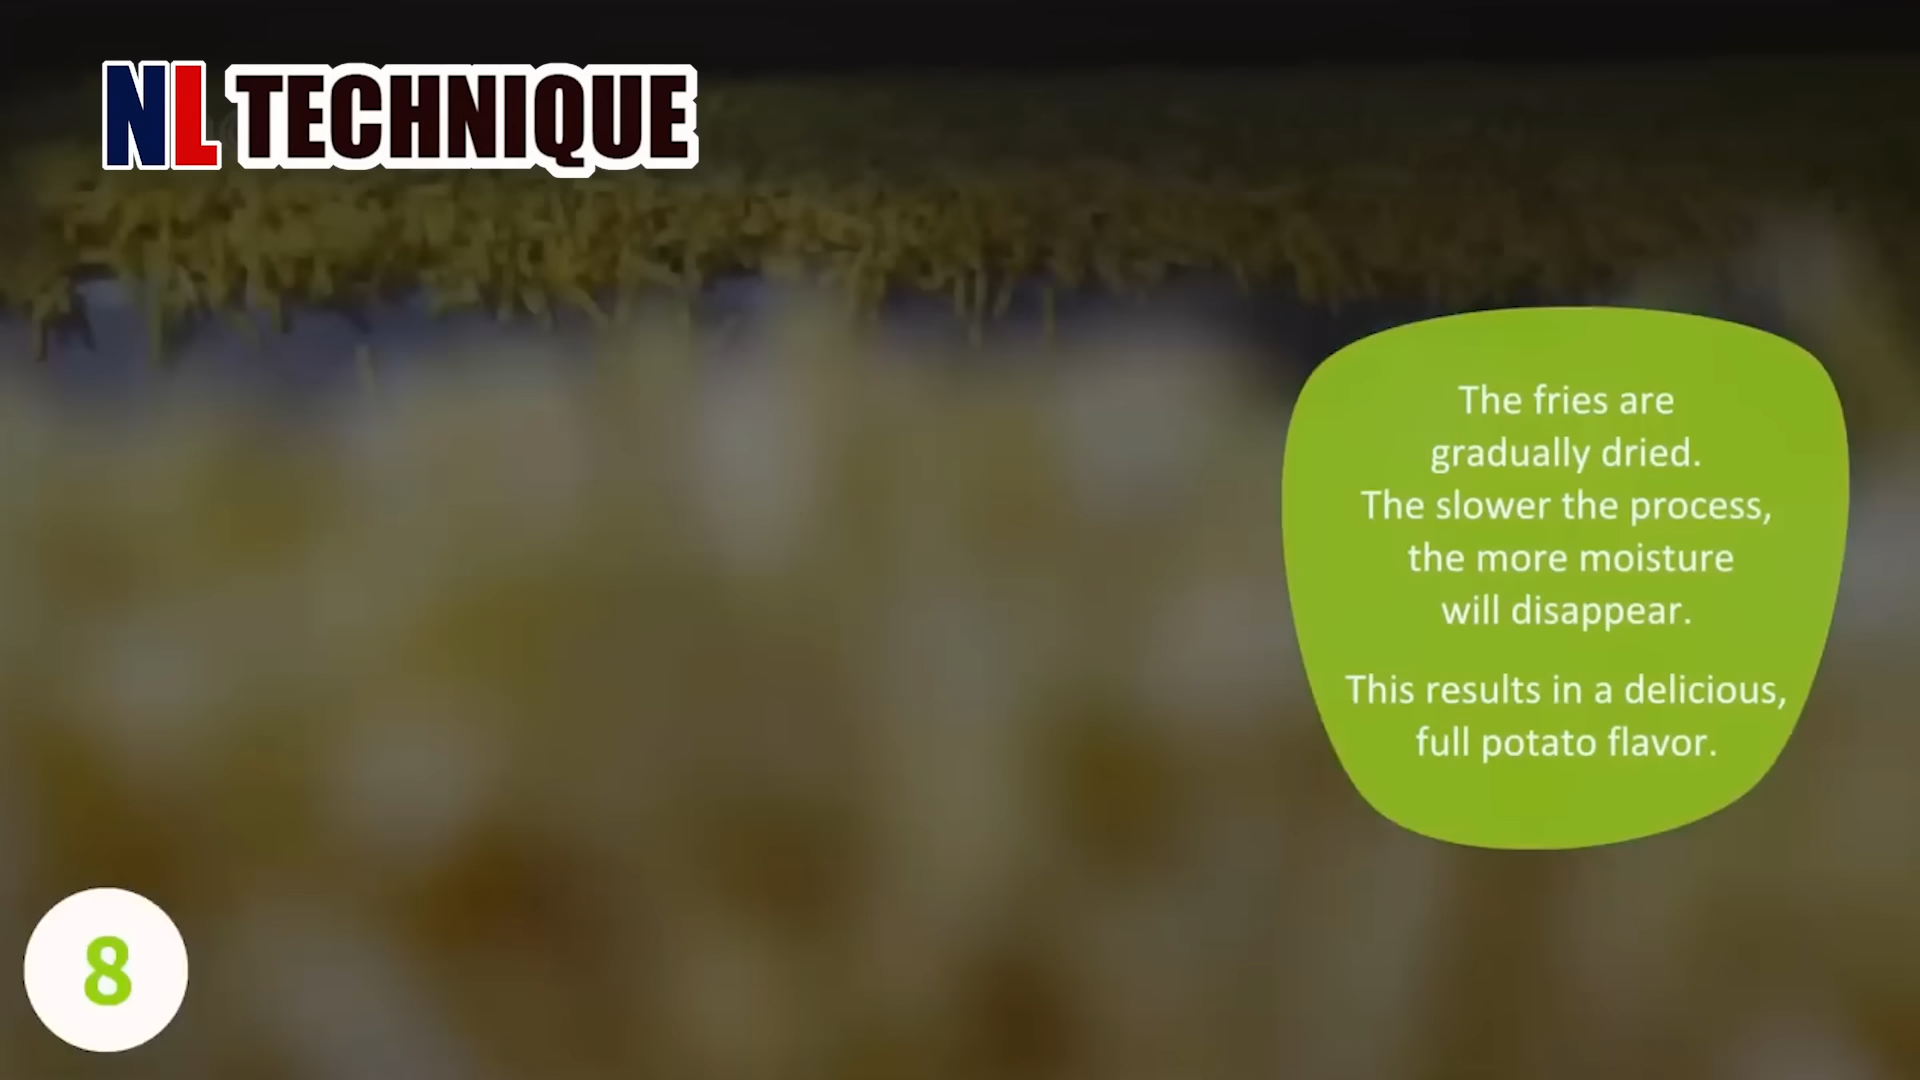 NL TECHNIQUE
The fries are
gradually dried.
The slower the process,
the more moisture
will disappear.
This results in a delicious,
full potato flavor.
8